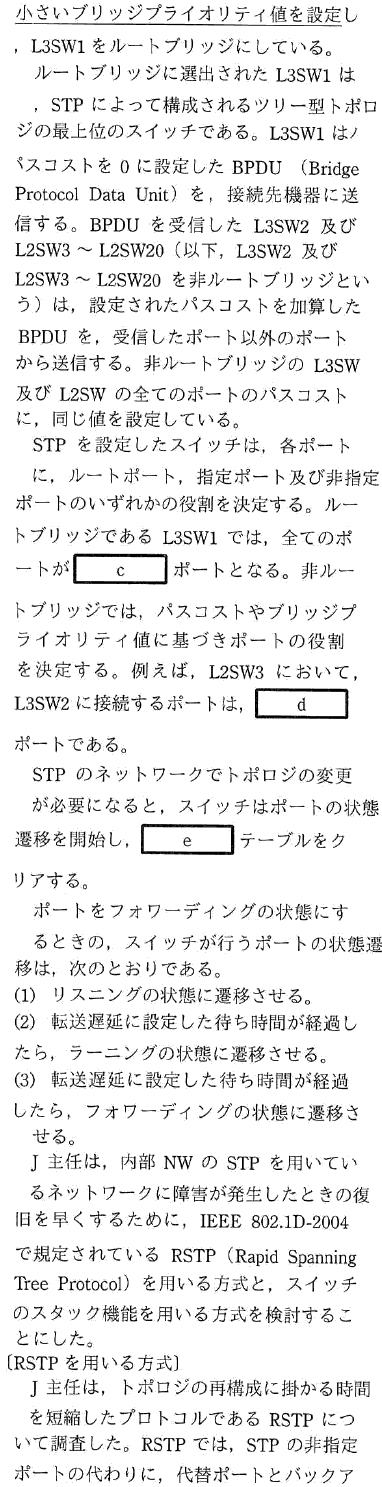 小さいブリッジプライオリティ値を設定し
，L3SW1をルートブリッジにしている。
ルートブリッジに選出された L3SW1 は
，STP によって構成されるツリー型トポロ
ジの最上位のスイッチである。L3SW1 はパ
スコストを 0 に設定した BPDU （Bridge
Protocol Data Unit）を，接続先機器に送
信する。BPDU を受信した L3SW2 及び
L2SW3 ～ L2SW20（以下，L3SW2 及び
L2SW3 ～ L2SW20 を非ルートブリッジとい
う）は，設定されたパスコストを加算した
BPDU を，受信したポート以外のポート
から送信する。非ルートブリッジの L3SW
及び L2SW の全てのポートのパスコスト
に，同じ値を設定している。
STP を設定したスイッチは，各ポート
に，ルートポート，指定ポート及び非指定
ポートのいずれかの役割を決定する。ルー
トブリッジである L3SW1 では，全てのポ
ートが c ポートとなる。非ルー
トブリッジでは，パスコストやブリッジプ
ライオリティ値に基づきポートの役割
を決定する。例えば，L2SW3 において，
L3SW2 に接続するポートは， d
ポートである。
STP のネットワークでトポロジの変更
が必要になると，スイッチはポートの状態
遷移を開始し， e テーブルをク
リアする。
ポートをフォワーディングの状態にす
るときの，スイッチが行うポートの状態遷
移は，次のとおりである。
(1) リスニングの状態に遷移させる。
(2) 転送遅延に設定した待ち時間が経過し
たら，ラーニングの状態に遷移させる。
(3) 転送遅延に設定した待ち時間が経過
したら，フォワーディングの状態に遷移さ
せる。
J 主任は，内部 NW の STP を用いてい
るネットワークに障害が発生したときの復
旧を早くするために，IEEE 802.1D-2004
で規定されている RSTP（Rapid Spanning
Tree Protocol）を用いる方式と，スイッチ
のスタック機能を用いる方式を検討するこ
とにした。
〔RSTP を用いる方式〕
J 主任は，トポロジの再構成に掛かる時間
を短縮したプロトコルである RSTP につ
いて調査した。RSTP では，STP の非指定
ポートの代わりに，代替ポートとバックア